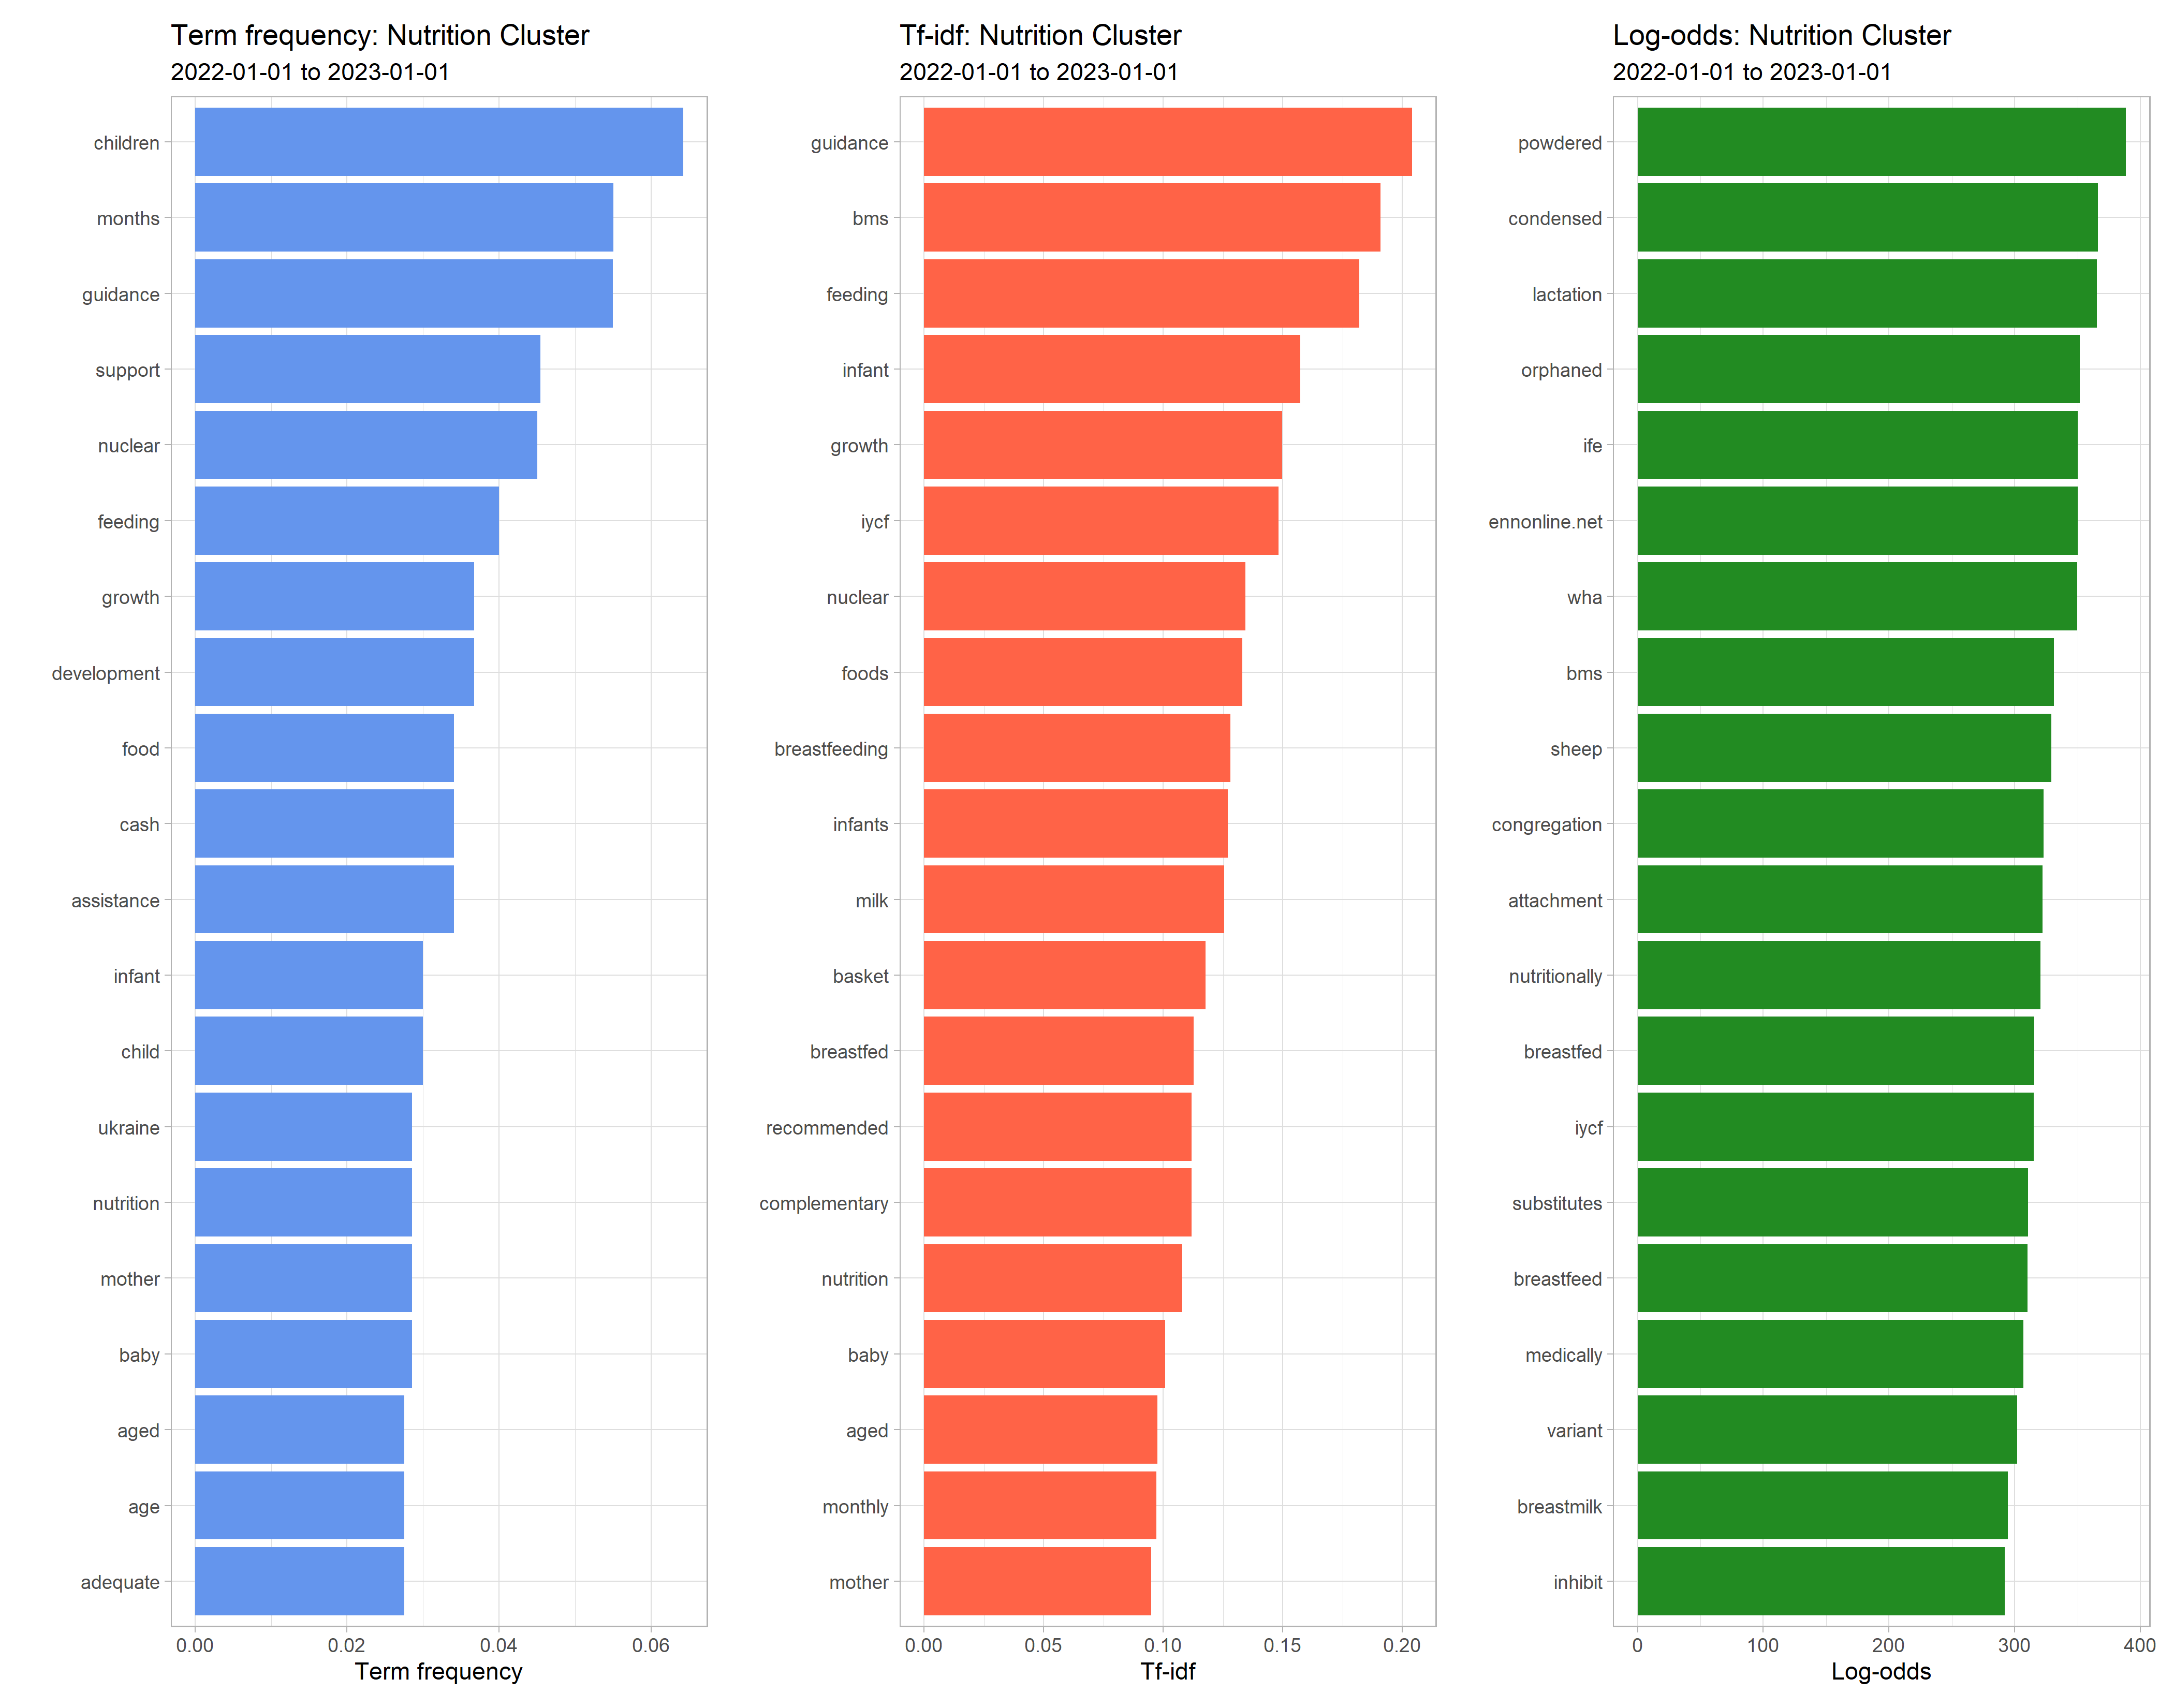 Term frequency: Nutrition Cluster
2022-01-01 to 2023-01-01
children
months
guidance
support
nuclear
feeding
growth
development
food
cash
assistance
infant
child
ukraine
nutrition
mother
baby
aged
age
adequate
0.00 0.02 0.04 0.06
Term frequency
Tf-idf: Nutrition Cluster
2022-01-01 to 2023-01-01
guidance
bms
feeding
infant
growth
iycf
nuclear
foods
breastfeeding
infants
milk
basket
breastfed
recommended
complementary
nutrition
baby
aged
monthly
mother
0.00 0.05 0.10 0.15 0.20
Tf-idf
Log-odds: Nutrition Cluster
2022-01-01 to 2023-01-01
powdered
condensed
lactation
orphaned
ife
ennonline.net
wha
bms
sheep
congregation
attachment
nutritionally
breastfed
iycf
substitutes
breastfeed
medically
variant
breastmilk
inhibit
0 100 200 300 400
Log-odds